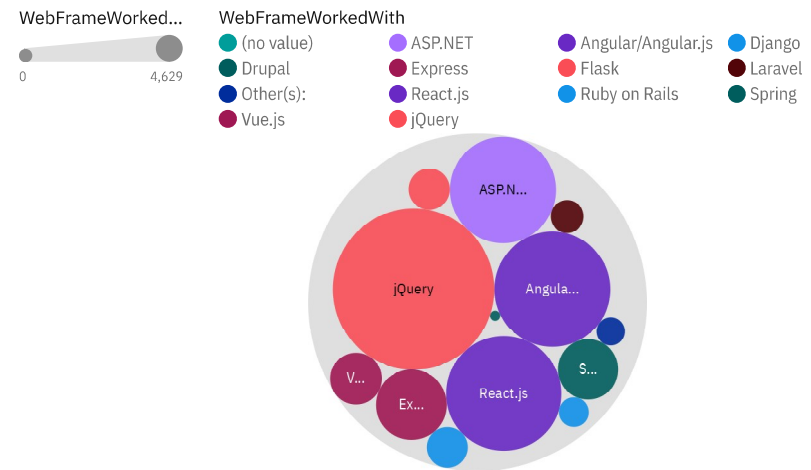 WebFrameWorked...
0 4,629
WebFrameWorkedWith
(no value) ASP.NET Angular/Angular.js Django
Drupal Express Flask Laravel
Other(s): React.js Ruby on Rails Spring
Vue.js jQuery
ASP.N...
jQuery Angula...
V... Ex... React.js S...